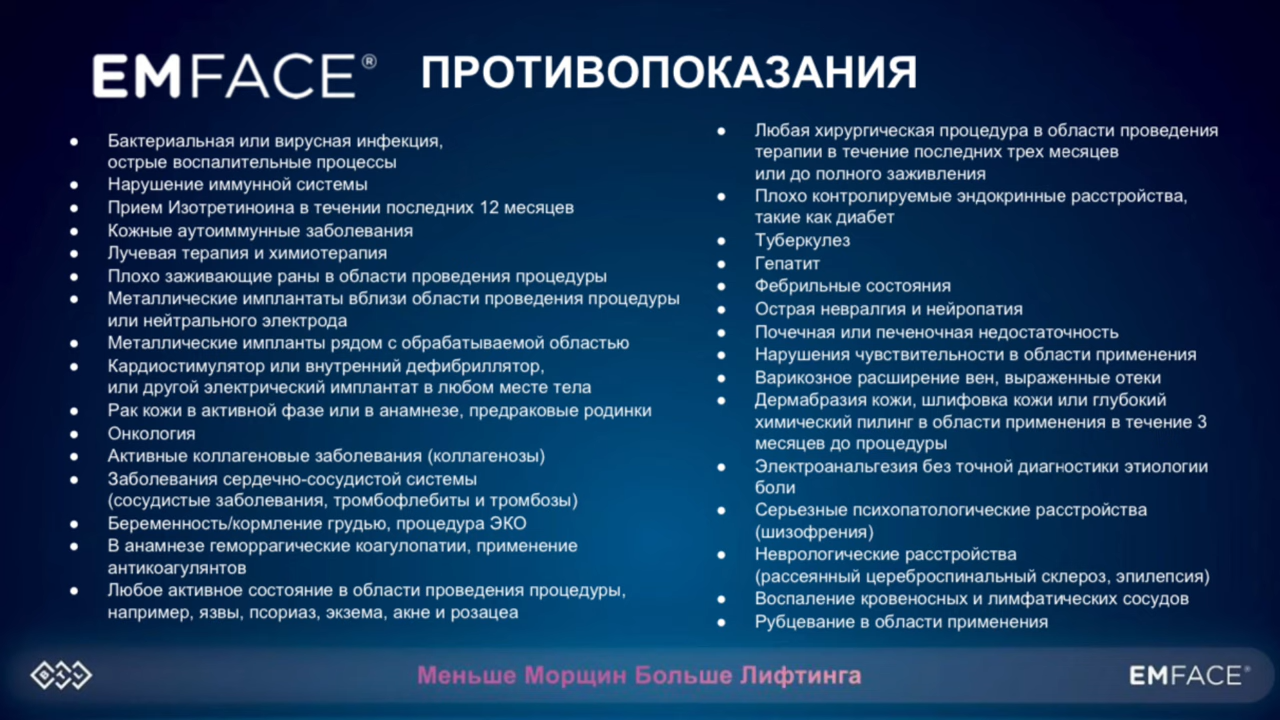 EMFACE® ПРОТИВОПОКАЗАНИЯ
● Бактериальная или вирусная инфекция,
острые воспалительные процессы
● Нарушение иммунной системы
● Прием Изотретиноина в течении последних 12 месяцев
● Кожные аутоиммунные заболевания
● Лучевая терапия и химиотерапия
● Плохо заживающие раны в области проведения процедуры
● Металлические имплантаты вблизи области проведения процедуры
или нейтрального электрода
● Металлические импланты рядом с обрабатываемой областью
● Кардиостимулятор или внутренний дефибриллятор,
или другой электрический имплантат в любом месте тела
● Рак кожи в активной фазе или в анамнезе, предраковые родинки
● Онкология
● Активные коллагеновые заболевания (коллагенозы)
● Заболевания сердечно-сосудистой системы
(сосудистые заболевания, тромбофлебиты и тромбозы)
● Беременность/кормление грудью, процедура ЭКО
● В анамнезе геморрагические коагулопатии, применение
антикоагулянтов
● Любое активное состояние в области проведения процедуры,
например, язвы, псориаз, экзема, акне и розацеа
● Любая хирургическая процедура в области проведения
терапии в течение последних трех месяцев
или до полного заживления
● Плохо контролируемые эндокринные расстройства,
такие как диабет
● Туберкулез
● Гепатит
● Фебрильные состояния
● Острая невралгия и нейропатия
● Почечная или печеночная недостаточность
● Нарушения чувствительности в области применения
● Варикозное расширение вен, выраженные отеки
● Дермабразия кожи, шлифовка кожи или глубокий
химический пилинг в области применения в течение 3
месяцев до процедуры
● Электроанальгезия без точной диагностики этиологии
боли
● Серьезные психопатологические расстройства
(шизофрения)
● Неврологические расстройства
(рассеянный цереброспинальный склероз, эпилепсия)
● Воспаление кровеносных и лимфатических сосудов
● Рубцевание в области применения
Меньше Морщин Больше Лифтинга
EMFACE®